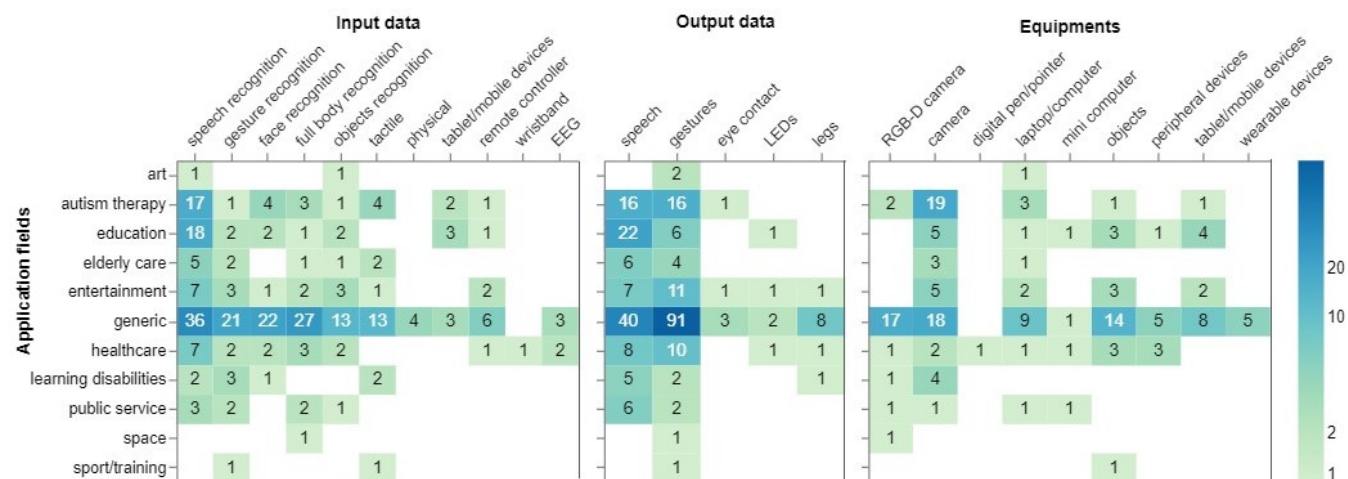 Input data Output data Equipments
speech recognition gesture recognition face recognition full body recognition objects recognition tactile physical tablet/mobile devices remote controller wristband EEG speech gestures eye contact LEDs legs RGB-D camera camera digital pen/pointer laptop/computer mini computer objects peripheral devices tablet/mobile devices wearable devices
Application fields
art 1 1 2 1
autism therapy 17 1 4 3 1 4 2 1 16 16 1 2 19 3 1 1
education 18 2 2 1 2 3 1 22 6 1 5 1 1 3 1 4
elderly care 5 2 1 1 2 6 4 3 1
entertainment 7 3 1 2 3 1 2 7 11 1 1 1 5 2 3 2
generic 36 21 22 27 13 13 4 3 6 3 40 91 3 2 8 17 18 9 1 14 5 8 5
healthcare 7 2 2 3 2 1 1 2 8 10 1 1 1 2 1 1 1 3 3
learning disabilities 2 3 1 2 5 2 1 1 4
public service 3 2 2 1 6 2 1 1 1 1
space 1 1 1
sport/training 1 1 1 1
20
10
2
1